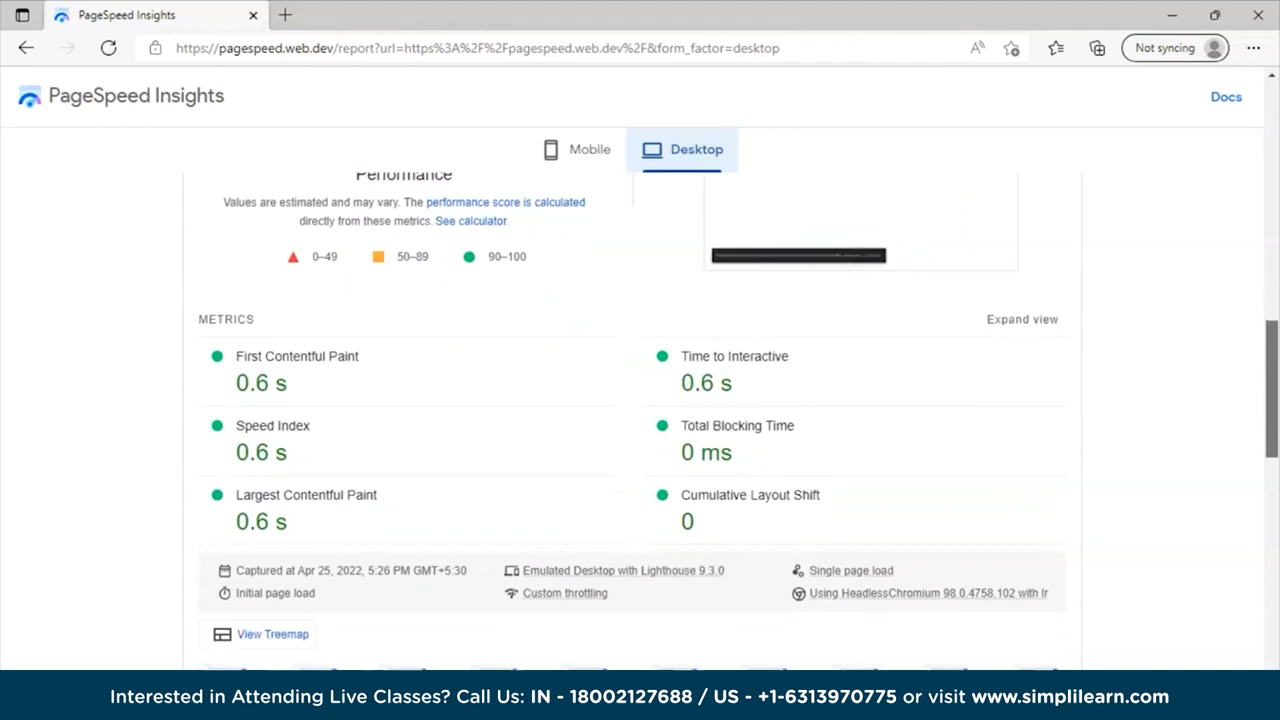 PageSpeed Insights
https://pagespeed.web.dev/report?url=https%3A%2F%2Fpagespeed.web.dev%2F&form_factor=desktop
Not syncing
PageSpeed Insights
Docs
Mobile
Desktop
Performance
Values are estimated and may vary. The performance score is calculated
directly from these metrics. See calculator.
0–49
50–89
90–100
METRICS
Expand view
First Contentful Paint
0.6 s
Time to Interactive
0.6 s
Speed Index
0.6 s
Total Blocking Time
0 ms
Largest Contentful Paint
0.6 s
Cumulative Layout Shift
0
Captured at Apr 25, 2022, 5:26 PM GMT+5:30
Emulated Desktop with Lighthouse 9.3.0
Single page load
Initial page load
Custom throttling
Using HeadlessChromium 98.0.4758.102 with lr
View Treemap
Interested in Attending Live Classes? Call Us: IN - 18002127688 / US - +1-6313970775 or visit www.simplilearn.com